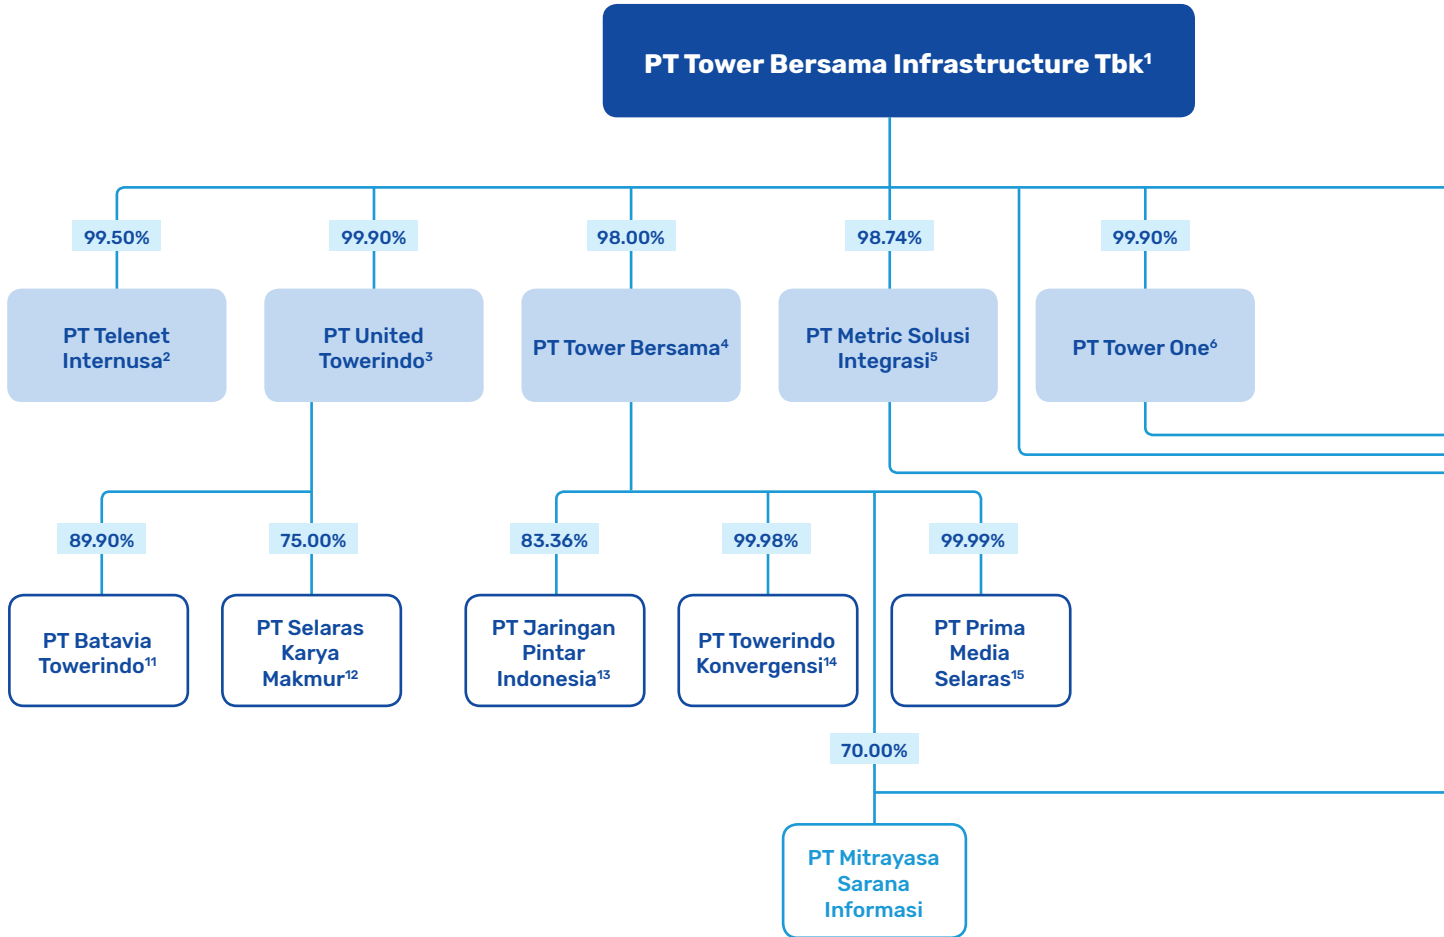 PT Tower Bersama Infrastructure Tbk¹
99.50%
99.90%
98.00%
98.74%
99.90%
PT Telenet
Internusa²
PT United
Towerindo³
PT Tower Bersama⁴
PT Metric Solusi
Integrasi⁵
PT Tower One⁶
89.90%
75.00%
83.36%
99.98%
99.99%
PT Batavia
Towerindo¹¹
PT Selaras
Karya
Makmur¹²
PT Jaringan
Pintar
Indonesia¹³
PT Towerindo
Konvergensi¹⁴
PT Prima
Media
Selaras¹⁵
70.00%
PT Mitrayasa
Sarana
Informasi